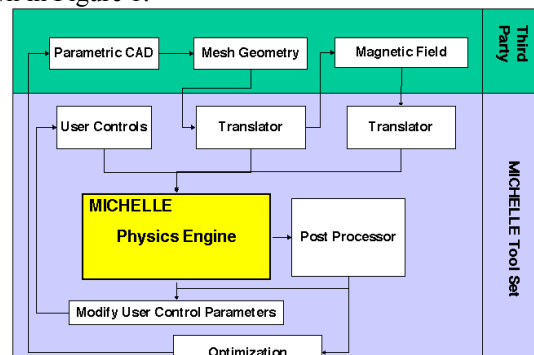 in Figure 1.
Parametric CAD
Mesh Geometry
Magnetic Field
Third
Party
User Controls
Translator
Translator
MICHELLE
Physics Engine
Post Processor
MICHELLE Tool Set
Modify User Control Parameters
Optimization